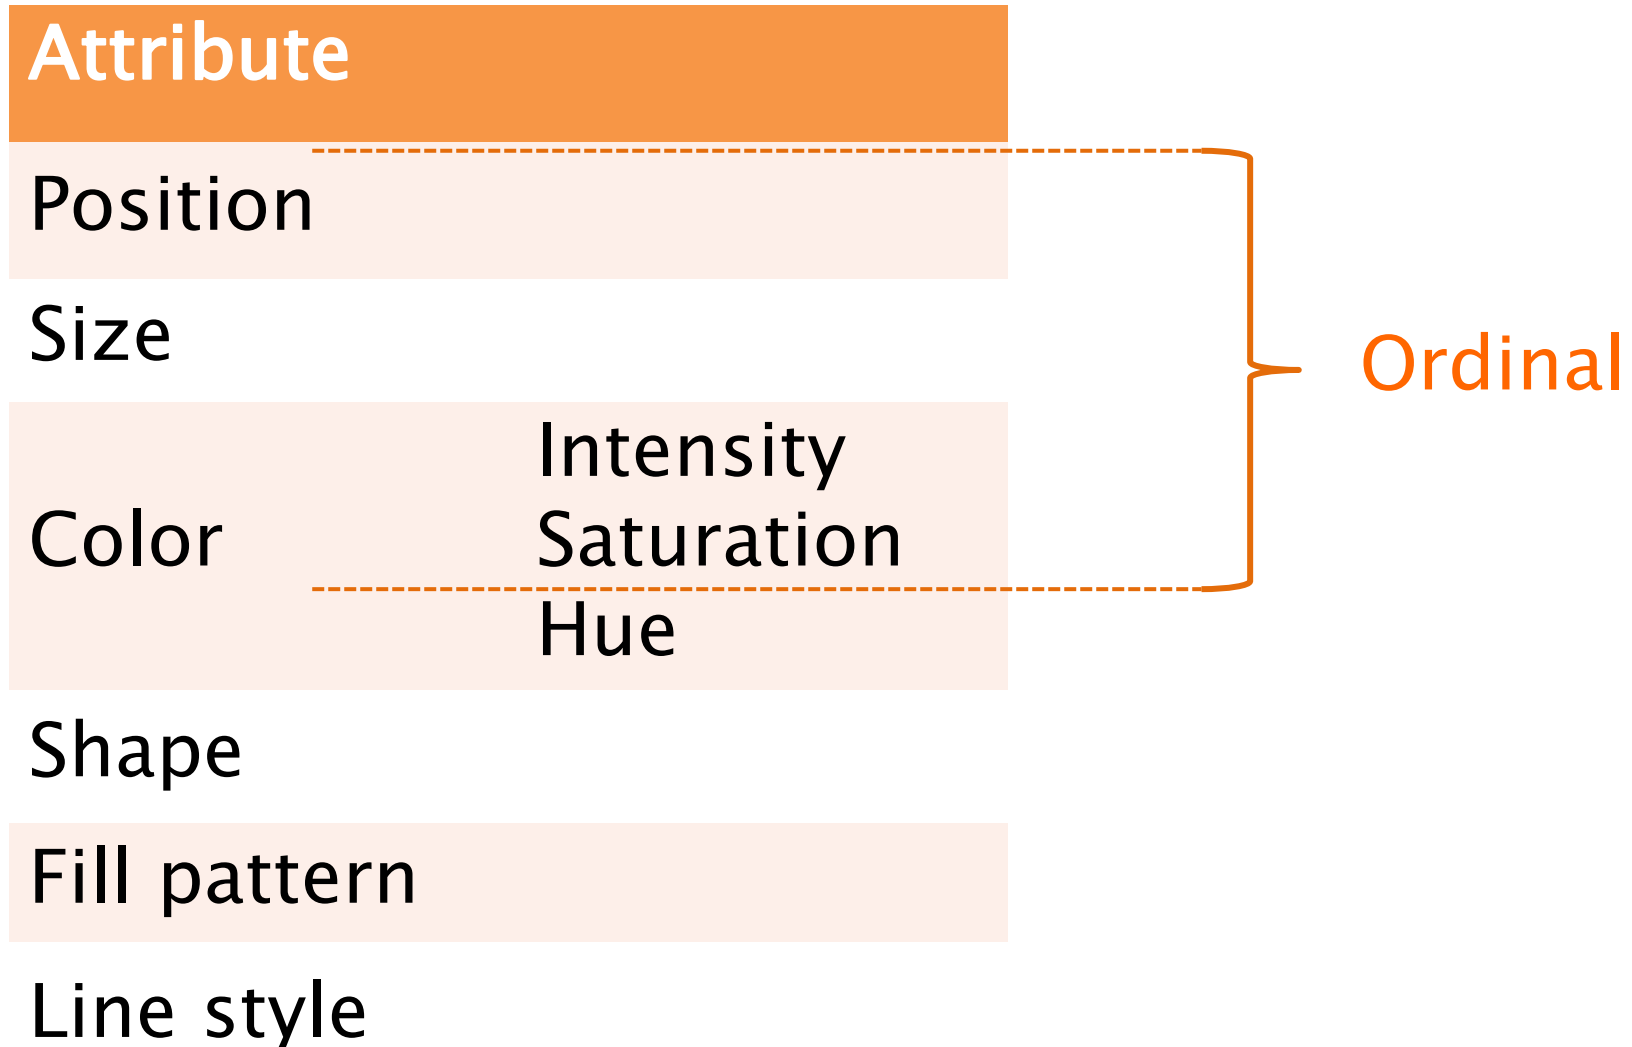 Attribute
Position
Size
Ordinal
Color
Intensity
Saturation
Hue
Shape
Fill pattern
Line style